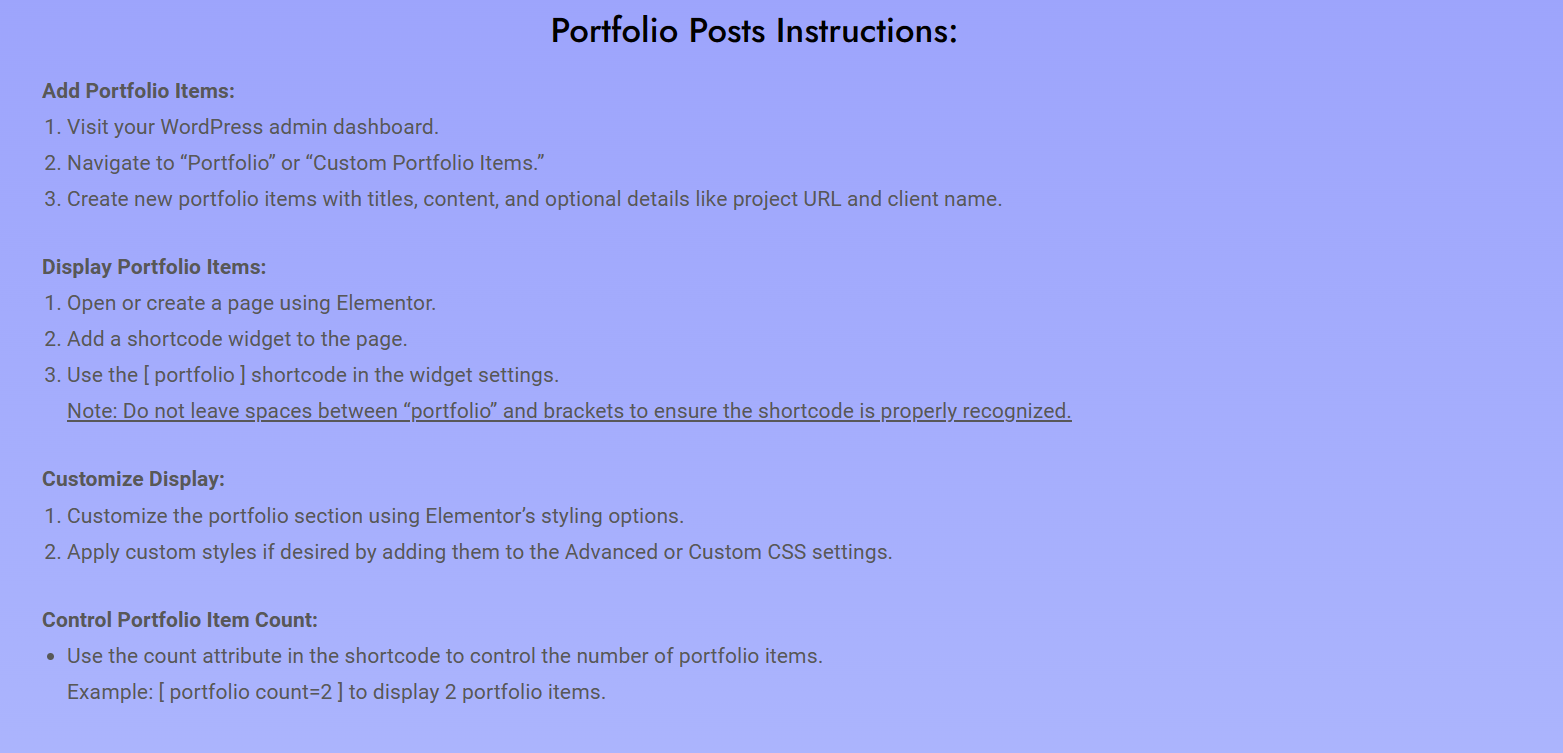 Portfolio Posts Instructions:
Add Portfolio Items:
1. Visit your WordPress admin dashboard.
2. Navigate to “Portfolio” or “Custom Portfolio Items.”
3. Create new portfolio items with titles, content, and optional details like project URL and client name.
Display Portfolio Items:
1. Open or create a page using Elementor.
2. Add a shortcode widget to the page.
3. Use the [ portfolio ] shortcode in the widget settings.
Note: Do not leave spaces between “portfolio” and brackets to ensure the shortcode is properly recognized.
Customize Display:
1. Customize the portfolio section using Elementor’s styling options.
2. Apply custom styles if desired by adding them to the Advanced or Custom CSS settings.
Control Portfolio Item Count:
• Use the count attribute in the shortcode to control the number of portfolio items.
Example: [ portfolio count=2 ] to display 2 portfolio items.